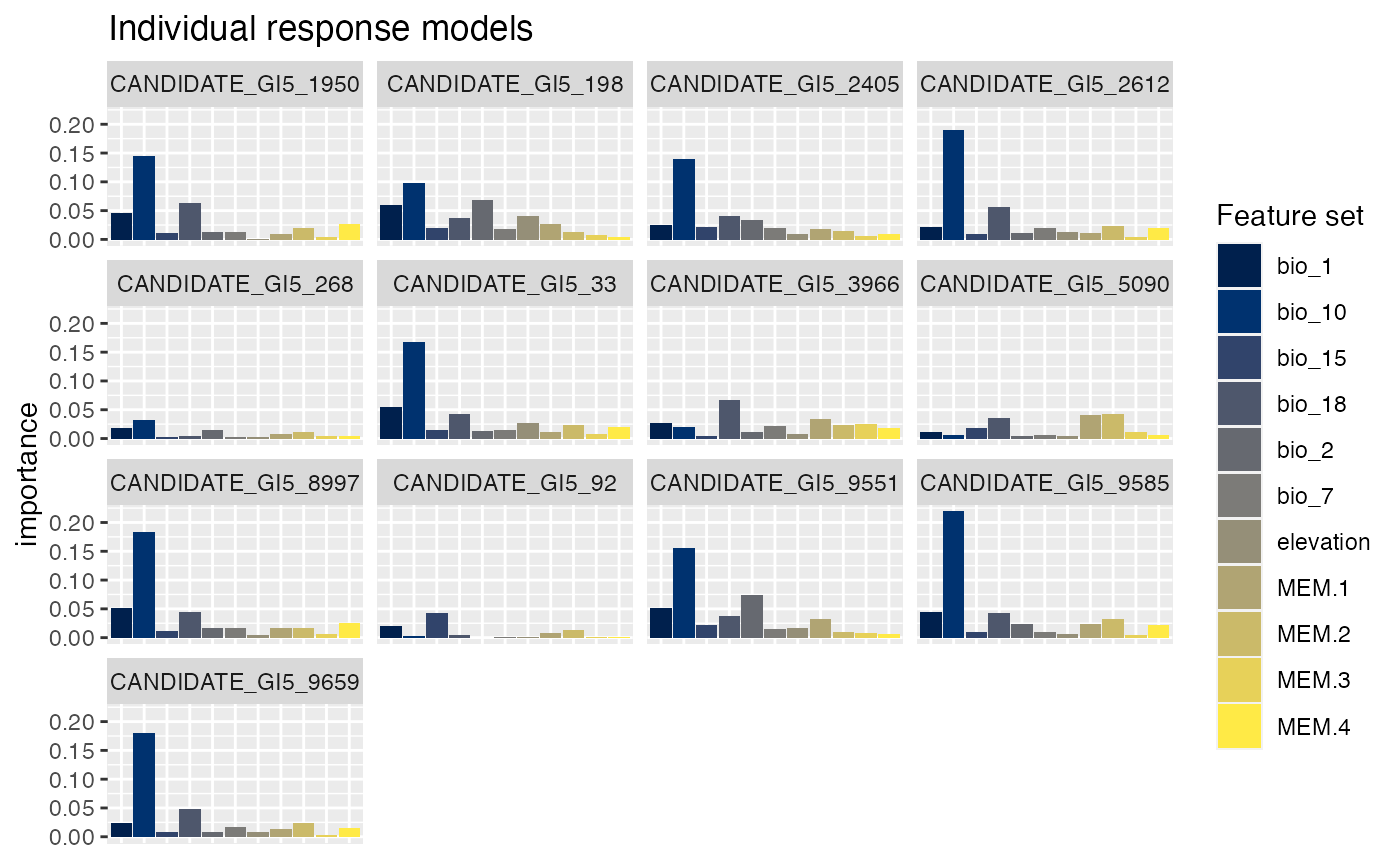 Individual response models
CANDIDATE_GI5_1950 CANDIDATE_GI5_198 CANDIDATE_GI5_2405 CANDIDATE_GI5_2612
0.20
0.15
0.10
0.05
0.00
CANDIDATE_GI5_268 CANDIDATE_GI5_33 CANDIDATE_GI5_3966 CANDIDATE_GI5_5090
0.20
0.15
0.10
0.05
0.00
CANDIDATE_GI5_8997 CANDIDATE_GI5_92 CANDIDATE_GI5_9551 CANDIDATE_GI5_9585
0.20
0.15
0.10
0.05
0.00
CANDIDATE_GI5_9659
0.20
0.15
0.10
0.05
0.00
importance
Feature set
bio_1
bio_10
bio_15
bio_18
bio_2
bio_7
elevation
MEM.1
MEM.2
MEM.3
MEM.4